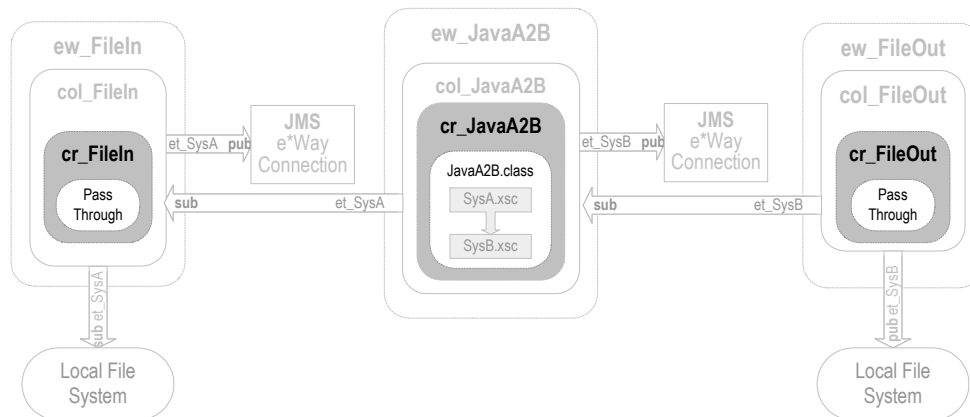 ew_FileIn
col_FileIn
cr_FileIn
Pass
Through
et_SysA pub
JMS
e*Way
Connection
sub et_SysA
sub et_SysA
Local File
System
ew_JavaA2B
col_JavaA2B
cr_JavaA2B
JavaA2B.class
SysA.xsc
SysB.xsc
et_SysB pub
JMS
e*Way
Connection
sub et_SysB
ew_FileOut
col_FileOut
cr_FileOut
Pass
Through
pub et_SysB
Local File
System